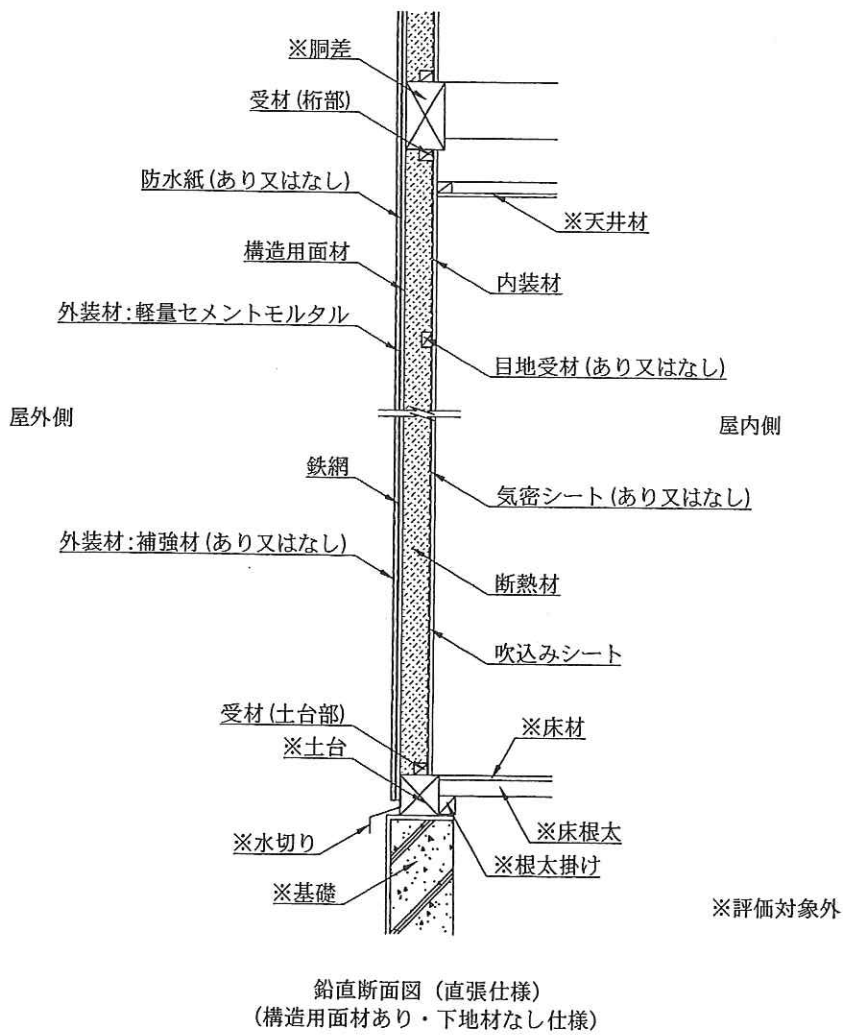 ※胴差
受材(桁部)
防水紙(あり又はなし)
※天井材
構造用面材
内装材
外装材:軽量セメントモルタル
目地受材(あり又はなし)
屋外側
屋内側
鉄網
気密シート(あり又はなし)
外装材:補強材(あり又はなし)
断熱材
吹込みシート
受材(土台部)
※床材
※土台
※床根太
※水切り
※根太掛け
※基礎
※評価対象外
鉛直断面図(直張仕様)
(構造用面材あり・下地材なし仕様)